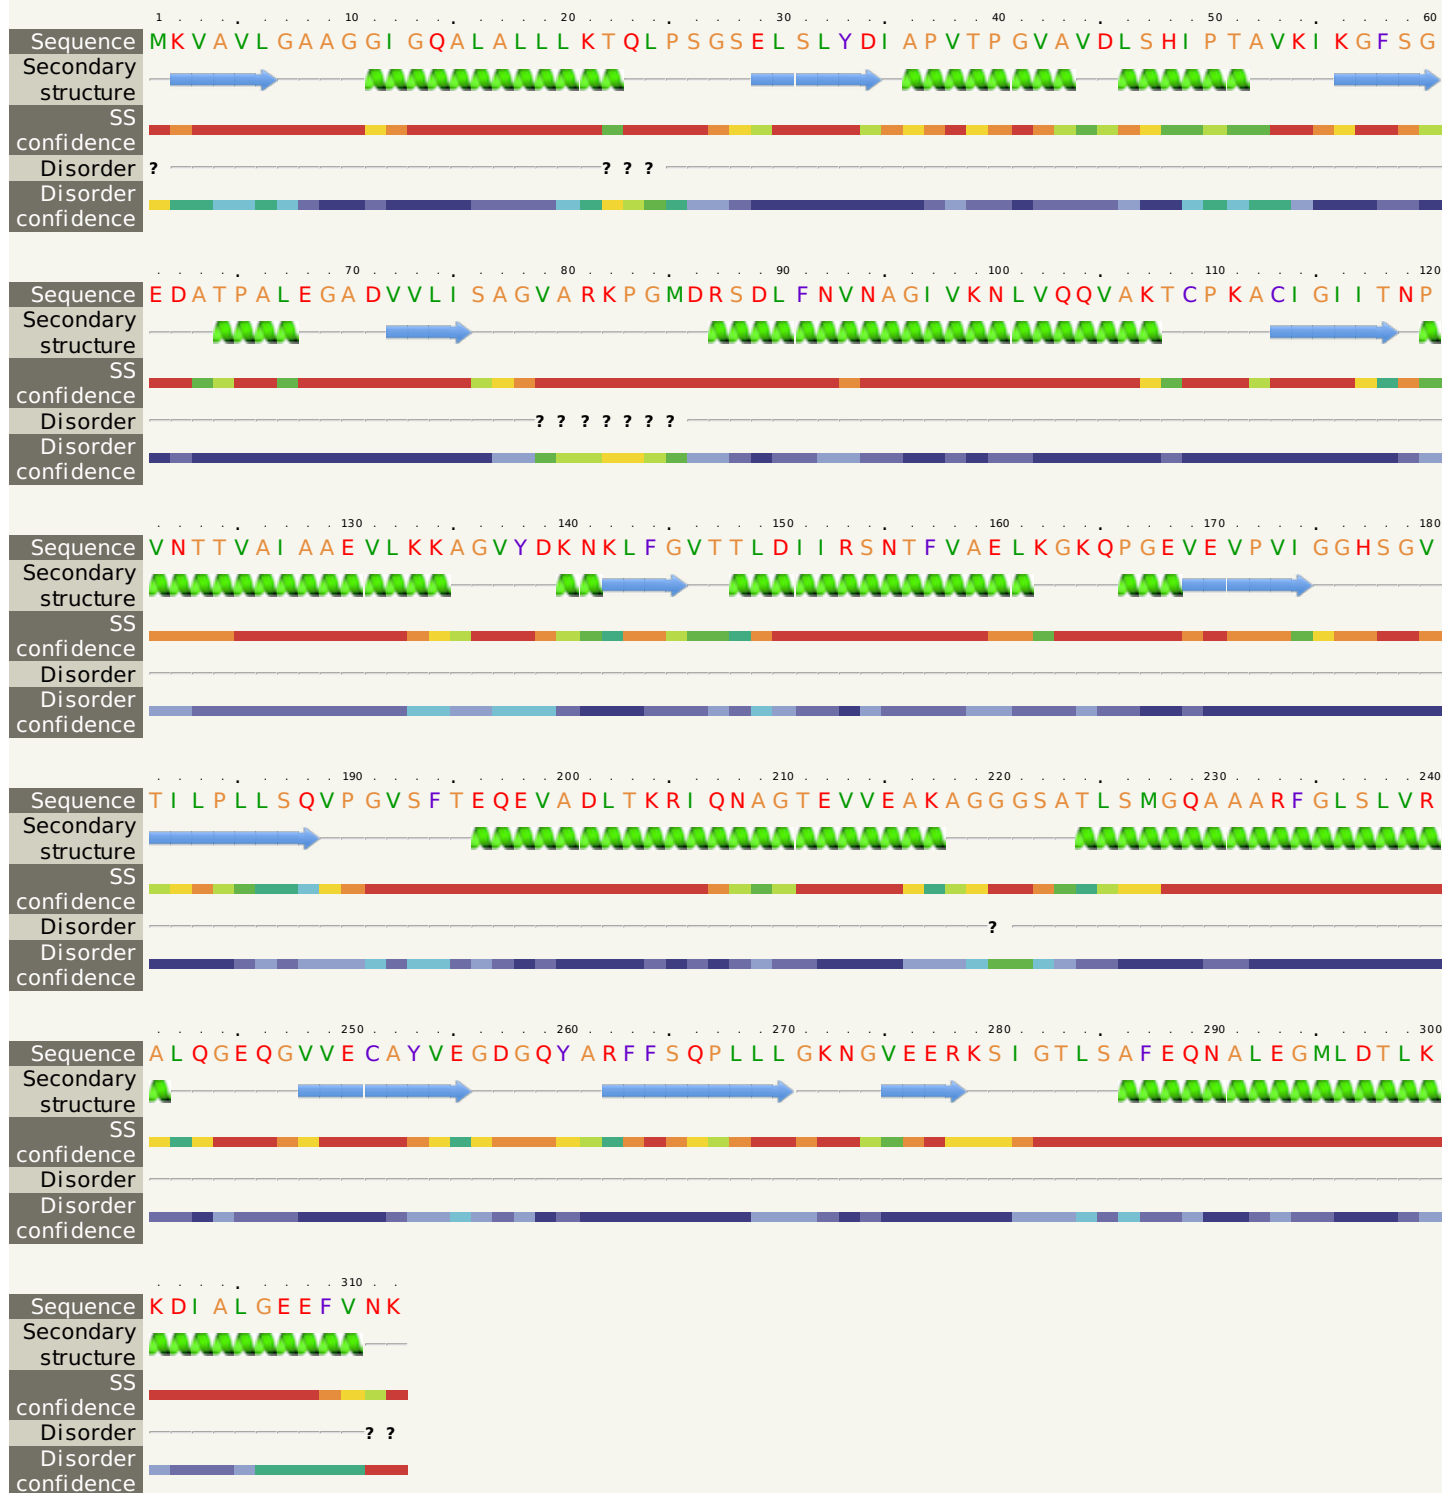 1 . . . . . . . . 10 . . . . . . . . . 20 . . . . . . . . . 30 . . . . . . . . . 40 . . . . . . . . . 50 . . . . . . . . . 60
Sequence MKVAVLGAAGGIGQALALLLKTQLPSGSELSLYDIAPVTPGVAVDLSHIPTAVKIKGFSG
Secondary
structure
SS
confidence
Disorder ? ? ? ?
Disorder
confidence
. . . . . . . . . 70 . . . . . . . . . 80 . . . . . . . . . 90 . . . . . . . . . 100 . . . . . . . . . 110 . . . . . . . . . 120
Sequence EDATPALEGADVVLISAGVARKPGMDRSDLFNVNAGIVKNLVQQVAKTCPKACIGIITNP
Secondary
structure
SS
confidence
Disorder ? ? ? ? ? ? ?
Disorder
confidence
. . . . . . . . . 130 . . . . . . . . . 140 . . . . . . . . . 150 . . . . . . . . . 160 . . . . . . . . . 170 . . . . . . . . . 180
Sequence VNTTVAIAAEVLKKAGVYDKNKLFGVTTLDIIRSNTFVAELKGKQPGEVEVPVIGGHSGV
Secondary
structure
SS
confidence
Disorder
Disorder
confidence
. . . . . . . . . 190 . . . . . . . . . 200 . . . . . . . . . 210 . . . . . . . . . 220 . . . . . . . . . 230 . . . . . . . . . 240
Sequence TILPLLSQVPGVSFTEQEVADLTKRIQNAGTEVVEAKAGGGSATLSMGQAAARFGLSLVR
Secondary
structure
SS
confidence
Disorder ?
Disorder
confidence
. . . . . . . . . 250 . . . . . . . . . 260 . . . . . . . . . 270 . . . . . . . . . 280 . . . . . . . . . 290 . . . . . . . . . 300
Sequence ALQGEQGVVECAYVEGDGQYARFFSQPLLLGKNGVEERKSIGTLSAFEQNALEGMLDTLK
Secondary
structure
SS
confidence
Disorder
Disorder
confidence
. . . . . . . . . 310 . .
Sequence KDIALGEEFVNK
Secondary
structure
SS
confidence
Disorder ? ?
Disorder
confidence